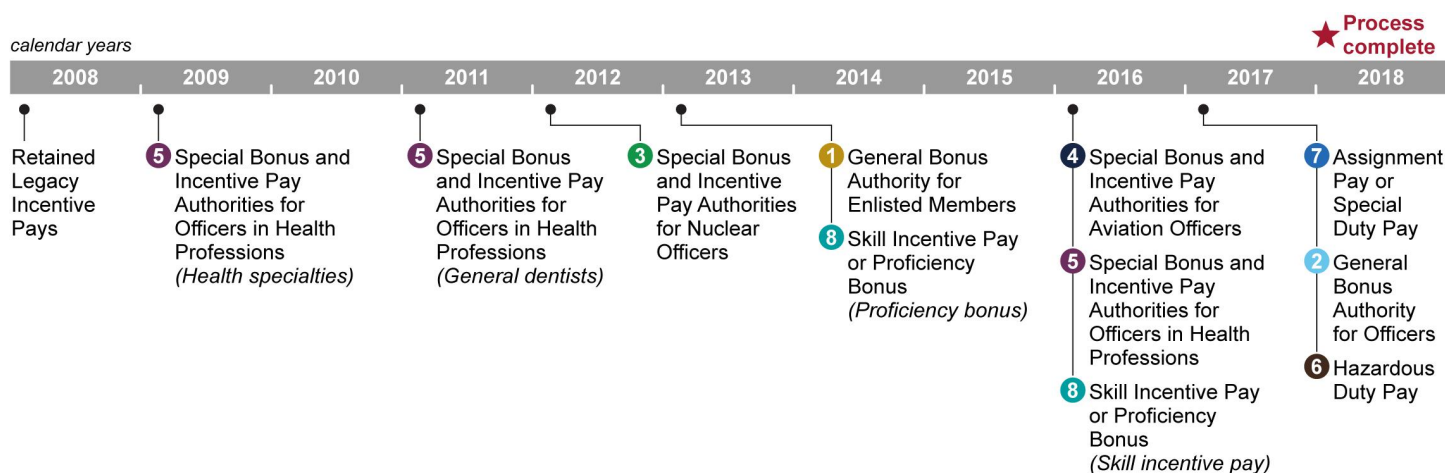 Process
complete
calendar years
2008 2009 2010 2011 2012 2013 2014 2015 2016 2017 2018
Retained
Legacy
Incentive
Pays
5 Special Bonus and
Incentive Pay
Authorities for
Officers in Health
Professions
(Health specialties)
5 Special Bonus
and Incentive Pay
Authorities for
Officers in Health
Professions
(General dentists)
3 Special Bonus
and Incentive
Pay Authorities
for Nuclear
Officers
1 General Bonus
Authority for
Enlisted Members
8 Skill Incentive Pay
or Proficiency
Bonus
(Proficiency bonus)
4 Special Bonus and
Incentive Pay
Authorities for
Aviation Officers
5 Special Bonus and
Incentive Pay
Authorities for
Officers in Health
Professions
8 Skill Incentive Pay
or Proficiency
Bonus
(Skill incentive pay)
7 Assignment
Pay or
Special
Duty Pay
2 General
Bonus
Authority
for Officers
6 Hazardous
Duty Pay